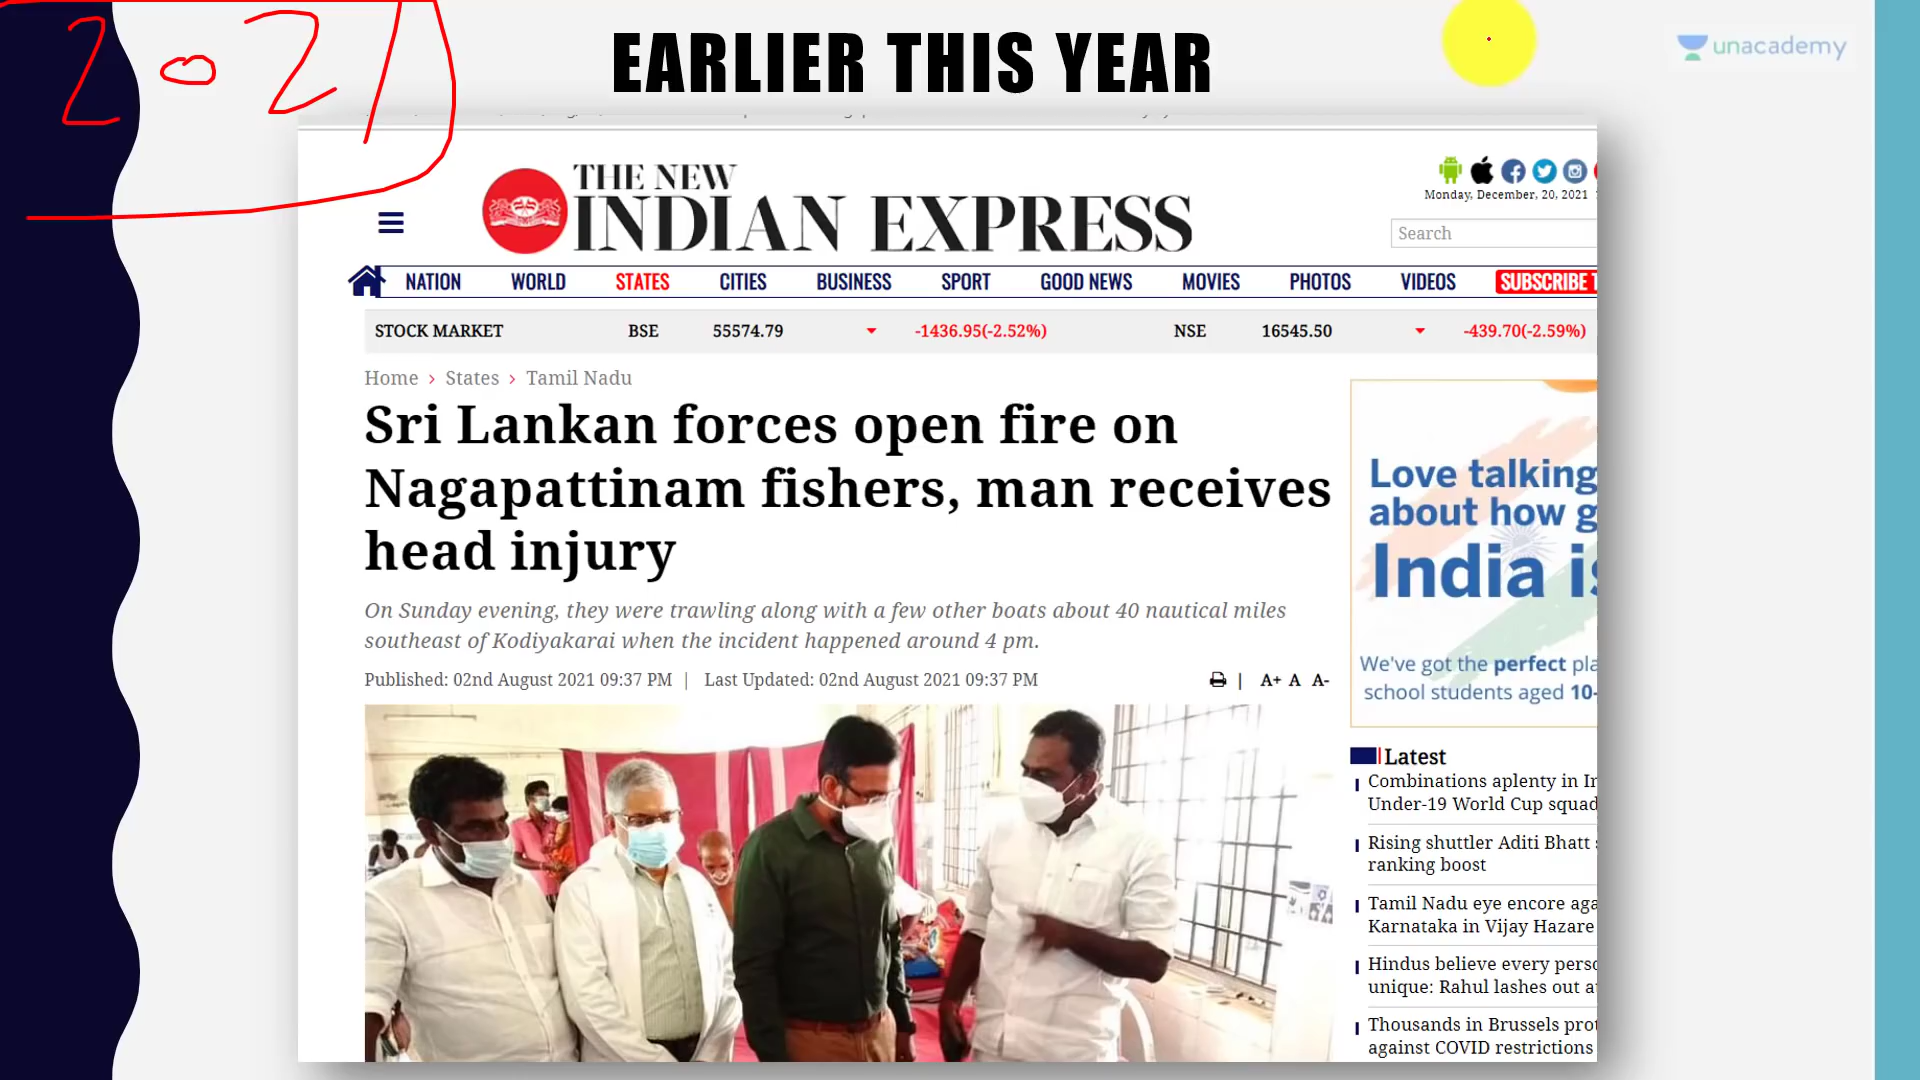 2021
EARLIER THIS YEAR
unacademy
THE NEW
INDIAN EXPRESS
Monday, December, 20, 2021
Search
NATION WORLD STATES CITIES BUSINESS SPORT GOOD NEWS MOVIES PHOTOS VIDEOS SUBSCRIBE
STOCK MARKET BSE 55574.79 -1436.95(-2.52%) NSE 16545.50 -439.70(-2.59%)
Home > States > Tamil Nadu
Sri Lankan forces open fire on
Nagapattinam fishers, man receives
head injury
On Sunday evening, they were trawling along with a few other boats about 40 nautical miles
southeast of Kodiyakarai when the incident happened around 4 pm.
Published: 02nd August 2021 09:37 PM | Last Updated: 02nd August 2021 09:37 PM
| A+ A A-
Love talking
about how
India
We've got the perfect
school students aged 10-
Latest
Combinations aplenty in
Under-19 World Cup squad
Rising shuttler Aditi Bhatt
ranking boost
Tamil Nadu eye encore
Karnataka in Vijay Hazare
Hindus believe every
unique: Rahul lashes out
Thousands in Brussels
against COVID restrictions